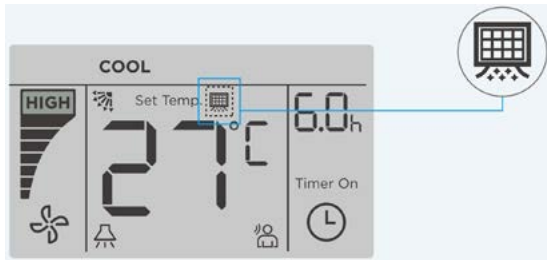 COOL
HIGH
Set Temp.
6.0h
27°C
Timer On